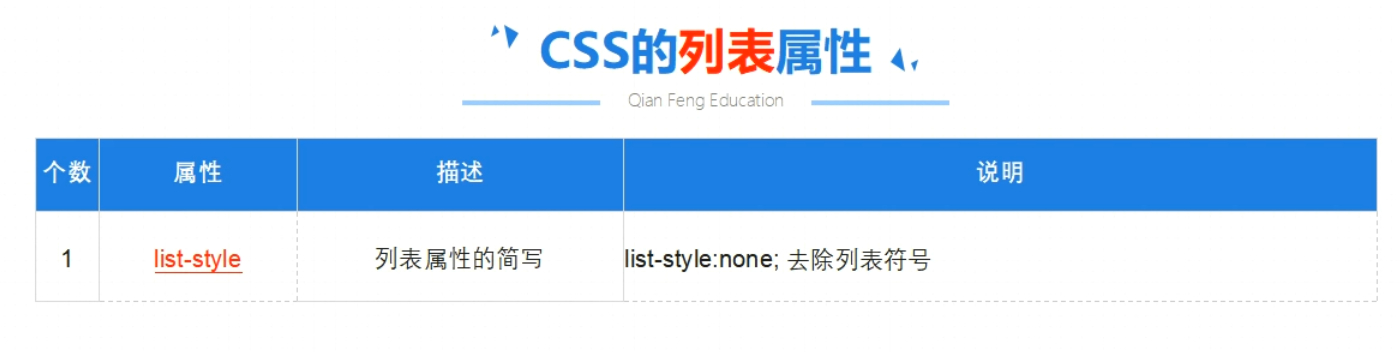 CSS的列表属性
Qian Feng Education
个数 属性 描述 说明
1 list-style 列表属性的简写 list-style:none; 去除列表符号